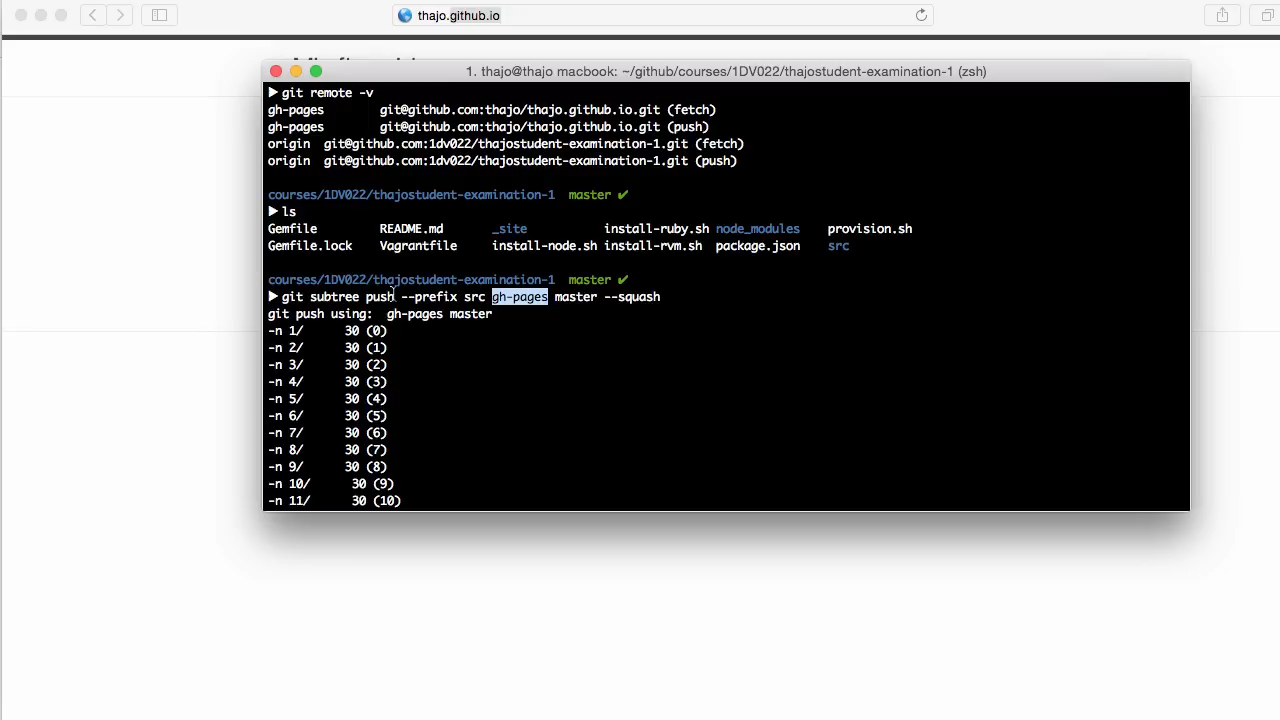 thajo.github.io
1. thajo@thajo macbook: ~/github/courses/1DV022/thajostudent-examination-1 (zsh)
▶ git remote -v
gh-pages git@github.com:thajo/thajo.github.io.git (fetch)
gh-pages git@github.com:thajo/thajo.github.io.git (push)
origin git@github.com:1dv022/thajostudent-examination-1.git (fetch)
origin git@github.com:1dv022/thajostudent-examination-1.git (push)
courses/1DV022/thajostudent-examination-1 master ✔
▶ ls
Gemfile README.md _site install-ruby.sh node_modules provision.sh
Gemfile.lock Vagrantfile install-node.sh install-rvm.sh package.json src
courses/1DV022/thajostudent-examination-1 master ✔
▶ git subtree push --prefix src gh-pages master --squash
git push using: gh-pages master
-n 1/ 30 (0)
-n 2/ 30 (1)
-n 3/ 30 (2)
-n 4/ 30 (3)
-n 5/ 30 (4)
-n 6/ 30 (5)
-n 7/ 30 (6)
-n 8/ 30 (7)
-n 9/ 30 (8)
-n 10/ 30 (9)
-n 11/ 30 (10)